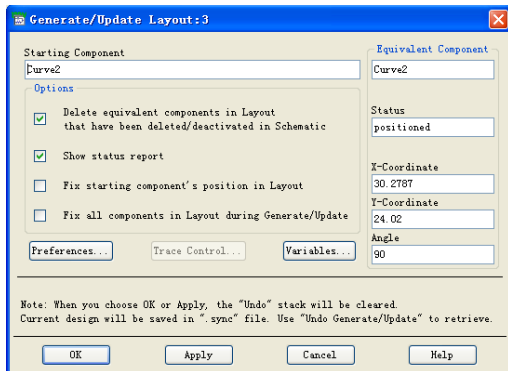 Generate/Update Layout:3
Starting Component
Curve2
Options
Delete equivalent components in Layout
that have been deleted/deactivated in Schematic
Show status report
Fix starting component's position in Layout
Fix all components in Layout during Generate/Update
Preferences...
Trace Control...
Variables...
Equivalent Component
Curve2
Status
positioned
X-Coordinate
30.2787
Y-Coordinate
24.02
Angle
90
Note: When you choose OK or Apply, the "Undo" stack will be cleared.
Current design will be saved in ".sync" file. Use "Undo Generate/Update" to retrieve.
OK
Apply
Cancel
Help